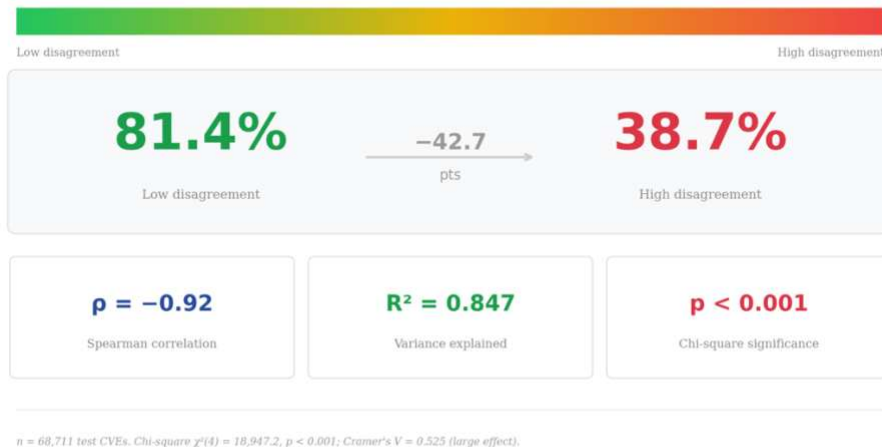 Low disagreement High disagreement
81.4% −42.7 38.7%
pts
Low disagreement High disagreement
ρ = −0.92 R² = 0.847 p < 0.001
Spearman correlation Variance explained Chi-square significance
n = 68,711 test CVEs. Chi-square χ²(4) = 18,947.2, p < 0.001; Cramer's V = 0.525 (large effect).